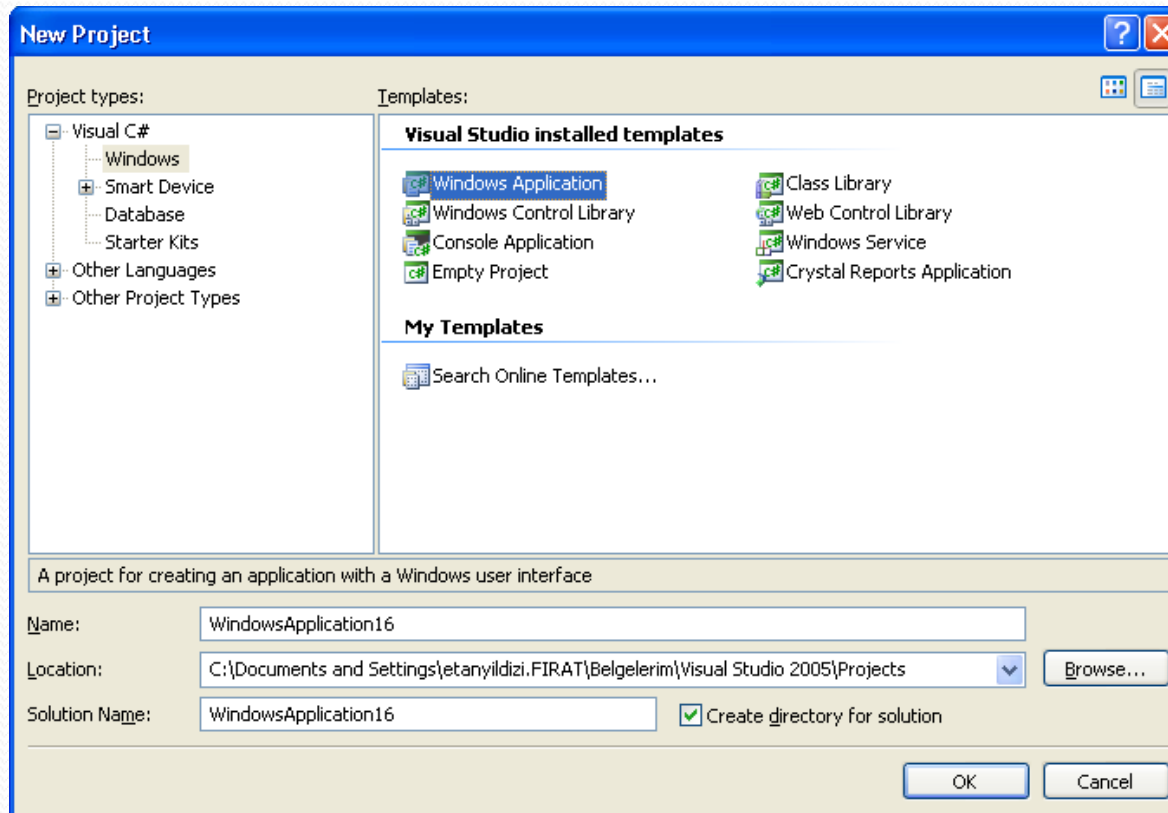 New Project
Project types:
Templates:
Visual C#
Windows
Smart Device
Database
Starter Kits
Other Languages
Other Project Types
Visual Studio installed templates
Windows Application
Class Library
Windows Control Library
Web Control Library
Console Application
Windows Service
Empty Project
Crystal Reports Application
My Templates
Search Online Templates...
A project for creating an application with a Windows user interface
Name: WindowsApplication16
Location: C:\Documents and Settings\etanyildizi.FIRAT\Belgelerim\Visual Studio 2005\Projects Browse...
Solution Name: WindowsApplication16 Create directory for solution
OK Cancel